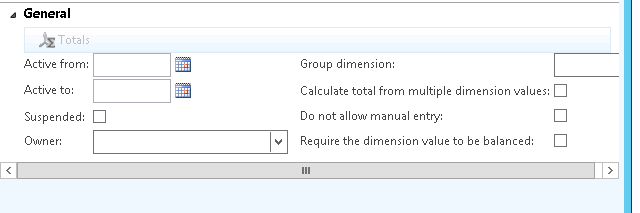 General
Totals
Active from:
Group dimension:
Active to:
Calculate total from multiple dimension values:
Suspended:
Do not allow manual entry:
Owner:
Require the dimension value to be balanced: